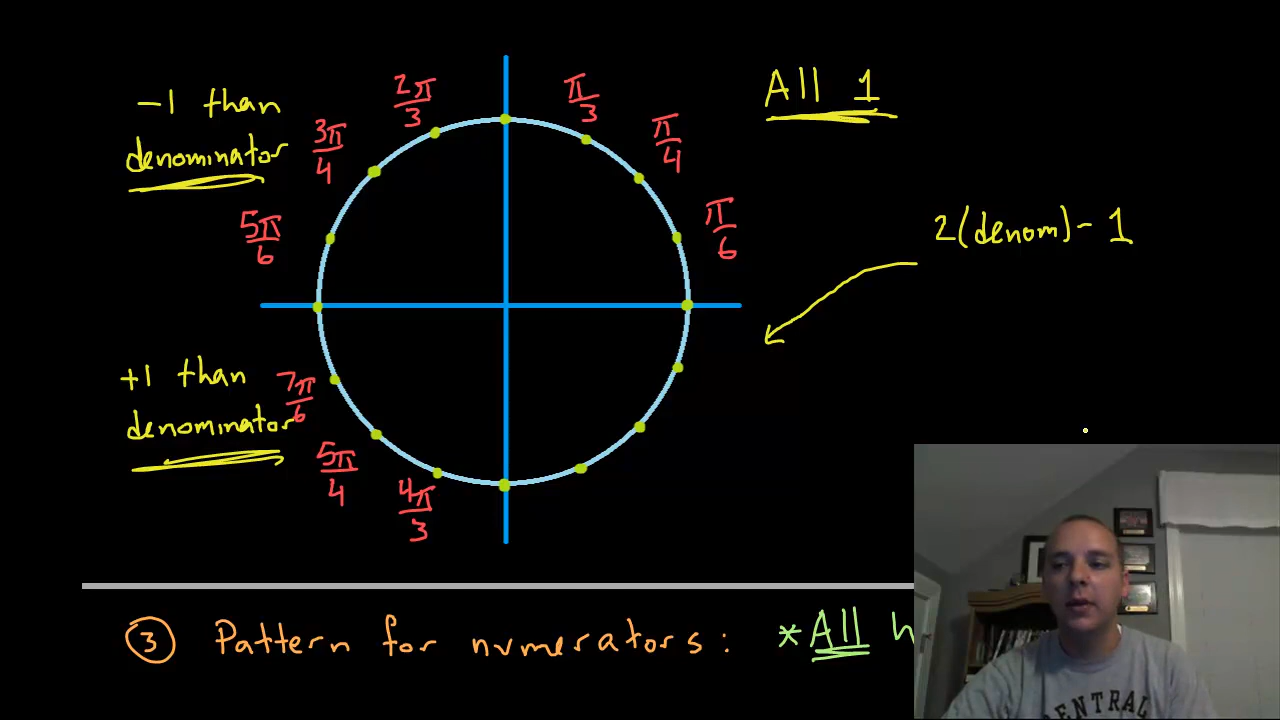 -1 than
denominator
2π/3
3π/4
5π/6
π/3
π/4
π/6
All 1
2(denom)-1
+1 than
denominator
7π/6
5π/4
4π/3
③ Pattern for numerators: *All h
ENTRAL